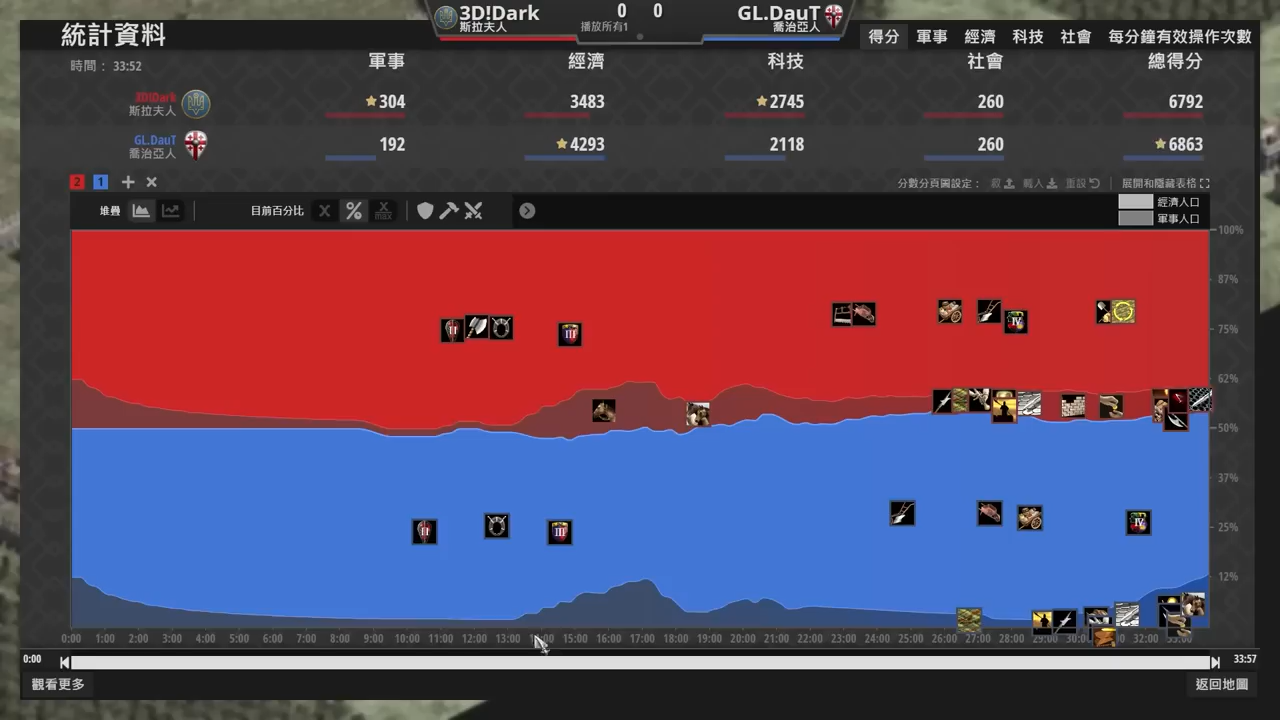 3D!Dark
斯拉夫人
0 0
播放所有1
GL.DauT
喬治亞人
統計資料
得分 軍事 經濟 科技 社會 每分鐘有效操作次數
時間： 33:52
軍事 經濟 科技 社會 總得分
3D!Dark
斯拉夫人
304 3483 2745 260 6792
GL.DauT
喬治亞人
192 4293 2118 260 6863
2 1
分數分頁圖設定： 載入 重設 展開和隱藏表格
堆疊 目前百分比 X % X max
經濟人口
軍事人口
100%
87%
75%
62%
50%
37%
25%
12%
II III IV
II III IV
0:00 1:00 2:00 3:00 4:00 5:00 6:00 7:00 8:00 9:00 10:00 11:00 12:00 13:00 15:00 16:00 17:00 18:00 19:00 20:00 21:00 22:00 23:00 24:00 25:00 26:00 27:00 28:00 29:00 32:00 33:00
0:00 33:57
觀看更多 返回地圖